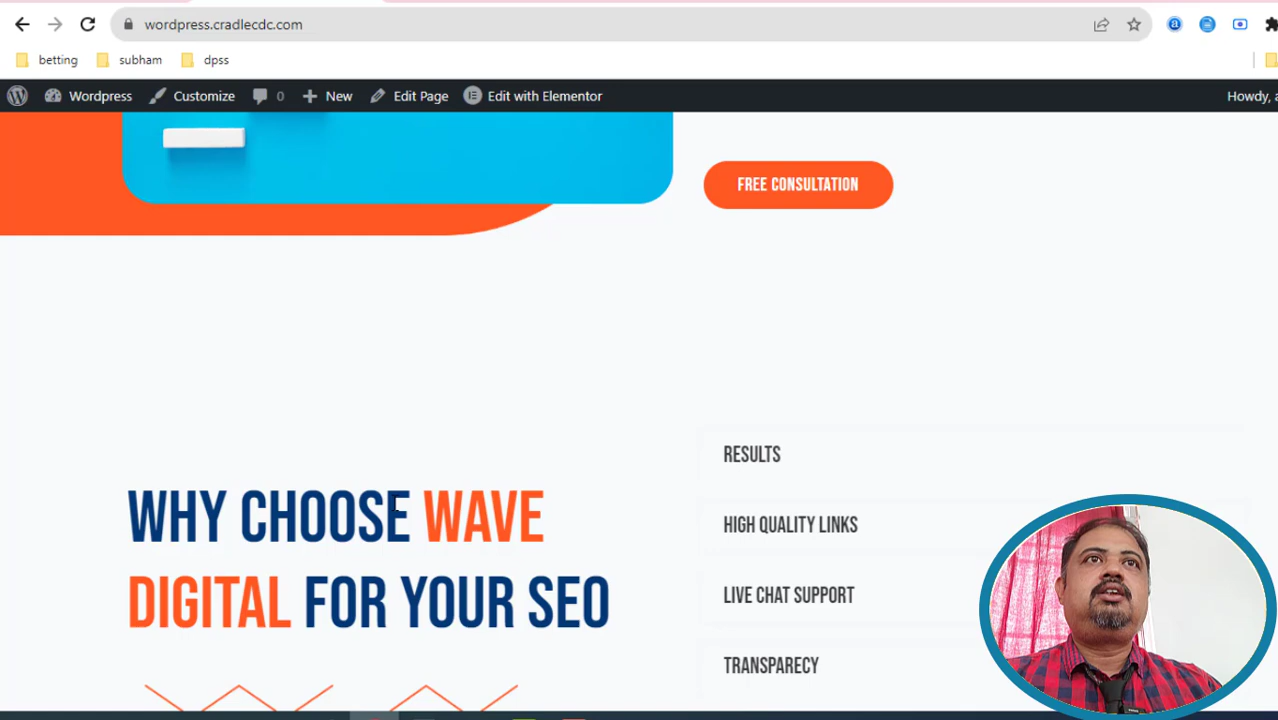 wordpress.cradlecdc.com
betting subham dpss
Wordpress Customize 0 New Edit Page Edit with Elementor Howdy, a
FREE CONSULTATION
RESULTS
WHY CHOOSE WAVE
HIGH QUALITY LINKS
LIVE CHAT SUPPORT
DIGITAL FOR YOUR SEO
TRANSPARECY